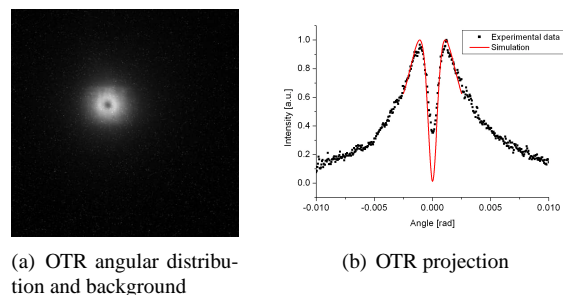 Experimental data
Simulation
Intensity [a.u.]
1.0
0.8
0.6
0.4
0.2
0.0
-0.010
-0.005
0.000
0.005
0.010
Angle [rad]
(a) OTR angular distribu-
tion and background
(b) OTR projection